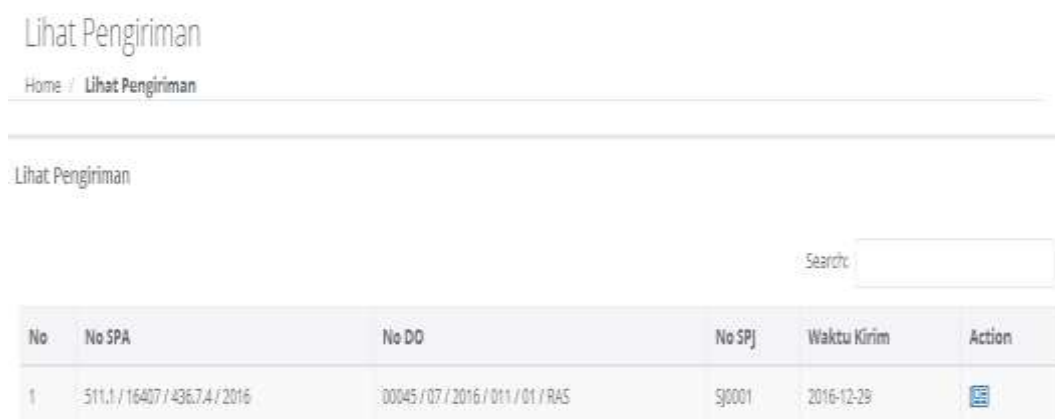 Lihat Pengiriman
Home / Lihat Pengiriman
Lihat Pengiriman
Search:
No No SPA No DO No SPJ Waktu Kirim Action
1 511.1 / 16407 / 436.7.4 / 2016 00045 / 07 / 2016 / 011 / 01 / RAS SJ0001 2016-12-29